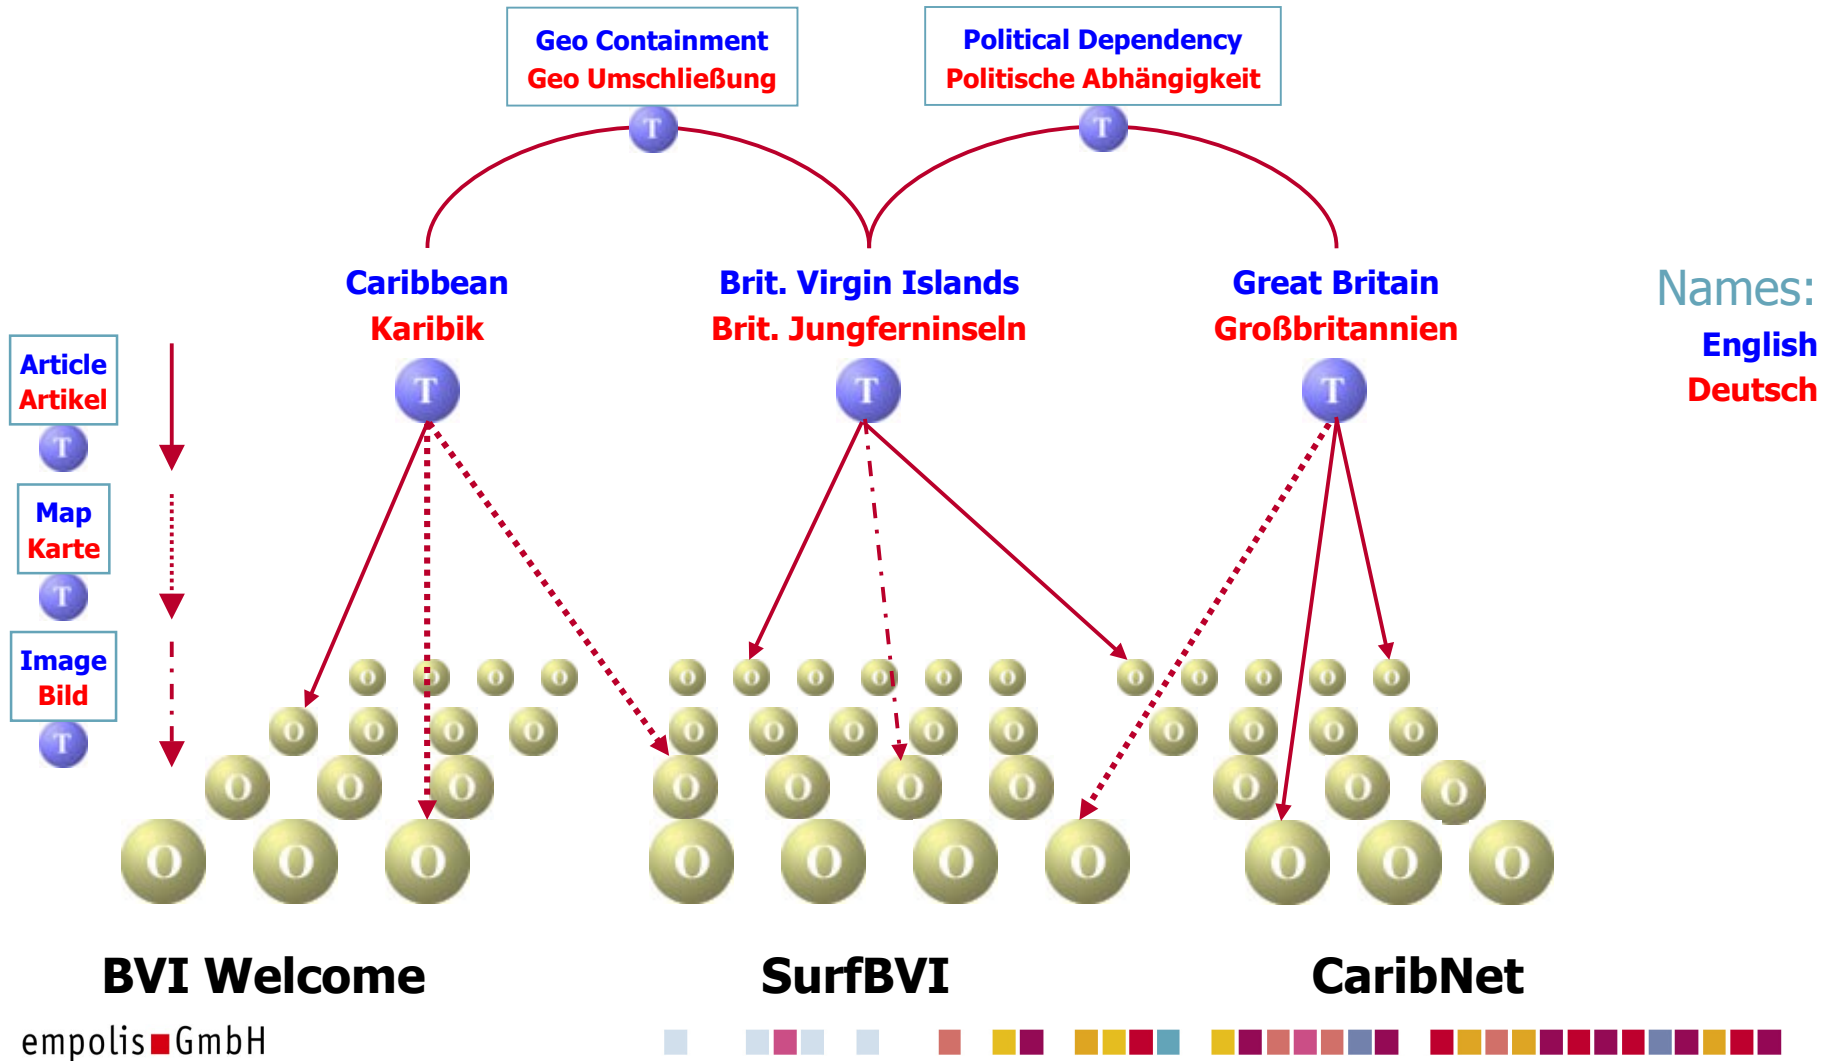 Geo Containment
Geo Umschließung
T
Political Dependency
Politische Abhängigkeit
T
Caribbean
Karibik
T
Brit. Virgin Islands
Brit. Jungferninseln
T
Great Britain
Großbritannien
T
Names:
English
Deutsch
Article
Artikel
T
Map
Karte
T
Image
Bild
T
O O O O O O O O O O O O O O O
O O O O O O O O O O O O O
O O O O O O O O O O
O O O O O O O O O O
BVI Welcome
SurfBVI
CaribNet
empolis GmbH